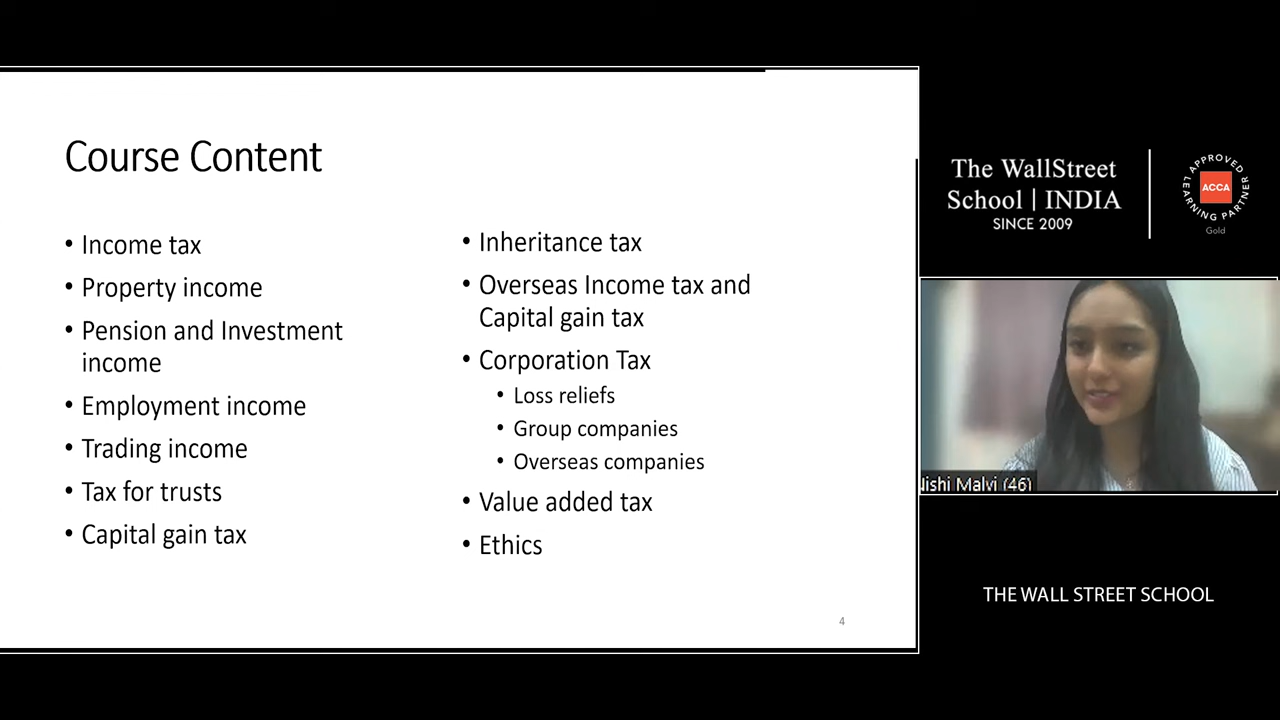 Course Content
• Income tax
• Property income
• Pension and Investment
income
• Employment income
• Trading income
• Tax for trusts
• Capital gain tax
• Inheritance tax
• Overseas Income tax and
Capital gain tax
• Corporation Tax
• Loss reliefs
• Group companies
• Overseas companies
• Value added tax
• Ethics
4
The WallStreet
School | INDIA
SINCE 2009
APPROVED
ACCA
LEARNING PARTNER
Gold
Nishi Malvi (46)
THE WALL STREET SCHOOL